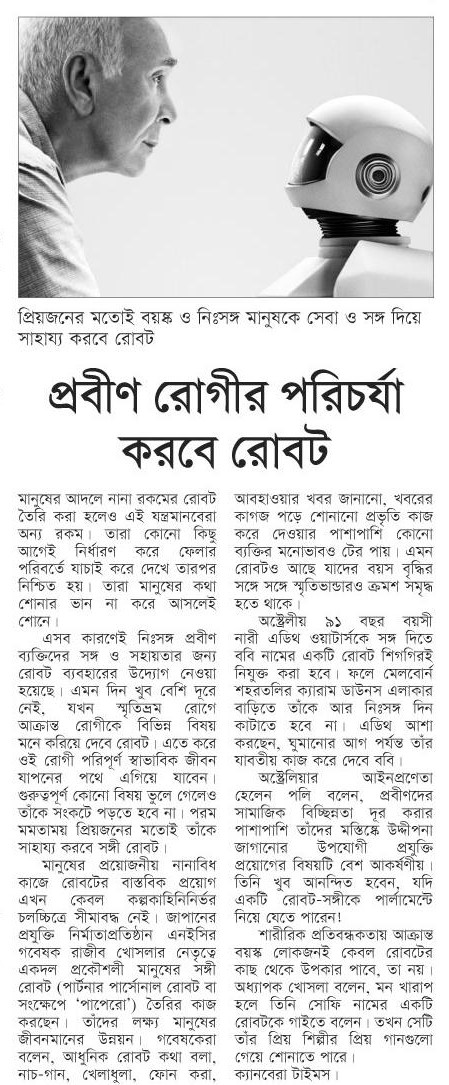 প্রিয়জনের মতোই বয়স্ক ও নিঃসঙ্গ মানুষকে সেবা ও সঙ্গ দিয়ে
সাহায্য করবে রোবট
প্রবীণ রোগীর পরিচর্যা
করবে রোবট
মানুষের আদলে নানা রকমের রোবট
তৈরি করা হলেও এই যন্ত্রমানবেরা
অন্য রকম। তারা কোনো কিছু
আগেই নির্ধারণ করে ফেলার
পরিবর্তে যাচাই করে দেখে তারপর
নিশ্চিত হয়। তারা মানুষের কথা
শোনার ভান না করে আসলেই
শোনে।
এসব কারণেই নিঃসঙ্গ প্রবীণ
ব্যক্তিদের সঙ্গ ও সহায়তার জন্য
রোবট ব্যবহারের উদ্যোগ নেওয়া
হয়েছে। এমন দিন খুব বেশি দূরে
নেই, যখন স্মৃতিভ্রম রোগে
আক্রান্ত রোগীকে বিভিন্ন বিষয়
মনে করিয়ে দেবে রোবট। এতে করে
ওই রোগী পরিপূর্ণ স্বাভাবিক জীবন
যাপনের পথে এগিয়ে যাবেন।
গুরুত্বপূর্ণ কোনো বিষয় ভুলে গেলেও
তাঁকে সংকটে পড়তে হবে না। পরম
মমতাময় প্রিয়জনের মতোই তাঁকে
সাহায্য করবে সঙ্গী রোবট।
মানুষের প্রয়োজনীয় নানাবিধ
কাজে রোবটের বাস্তবিক প্রয়োগ
এখন কেবল কল্পকাহিনিনির্ভর
চলচ্চিত্রে সীমাবদ্ধ নেই। জাপানের
প্রযুক্তি নির্মাতাপ্রতিষ্ঠান এনইসির
গবেষক রাজীব খোসলার নেতৃত্বে
একদল প্রকৌশলী মানুষের সঙ্গী
রোবট (পার্টনার পার্সোনাল রোবট বা
সংক্ষেপে ‘পাপেরো’) তৈরির কাজ
করছেন। তাঁদের লক্ষ্য মানুষের
জীবনমানের উন্নয়ন। গবেষকেরা
বলেন, আধুনিক রোবট কথা বলা,
নাচ-গান, খেলাধুলা, ফোন করা,
আবহাওয়ার খবর জানানো, খবরের
কাগজ পড়ে শোনানো প্রভৃতি কাজ
করে দেওয়ার পাশাপাশি কোনো
ব্যক্তির মনোভাবও টের পায়। এমন
রোবটও আছে যাদের বয়স বৃদ্ধির
সঙ্গে সঙ্গে স্মৃতিভান্ডারও ক্রমশ সমৃদ্ধ
হতে থাকে।
অস্ট্রেলীয় ৯১ বছর বয়সী
নারী এডিথ ওয়াটার্সকে সঙ্গ দিতে
ববি নামের একটি রোবট শিগগিরই
নিযুক্ত করা হবে। ফলে মেলবোর্ন
শহরতলির ক্যারাম ডাউনস এলাকার
বাড়িতে তাঁকে আর নিঃসঙ্গ দিন
কাটাতে হবে না। এডিথ আশা
করছেন, ঘুমানোর আগ পর্যন্ত তাঁর
যাবতীয় কাজ করে দেবে ববি।
অস্ট্রেলিয়ার আইনপ্রণেতা
হেলেন পলি বলেন, প্রবীণদের
সামাজিক বিচ্ছিন্নতা দূর করার
পাশাপাশি তাঁদের মস্তিষ্কে উদ্দীপনা
জাগানোর উপযোগী প্রযুক্তি
প্রয়োগের বিষয়টি বেশ আকর্ষণীয়।
তিনি খুব আনন্দিত হবেন, যদি
একটি রোবট-সঙ্গীকে পার্লামেন্টে
নিয়ে যেতে পারেন!
শারীরিক প্রতিবন্ধকতায় আক্রান্ত
বয়স্ক লোকজনই কেবল রোবটের
কাছ থেকে উপকার পাবে, তা নয়।
অধ্যাপক খোসলা বলেন, মন খারাপ
হলে তিনি সোফি নামের একটি
রোবটকে গাইতে বলেন। তখন সেটি
তাঁর প্রিয় শিল্পীর প্রিয় গানগুলো
গেয়ে শোনাতে পারে।
ক্যানবেরা টাইমস।